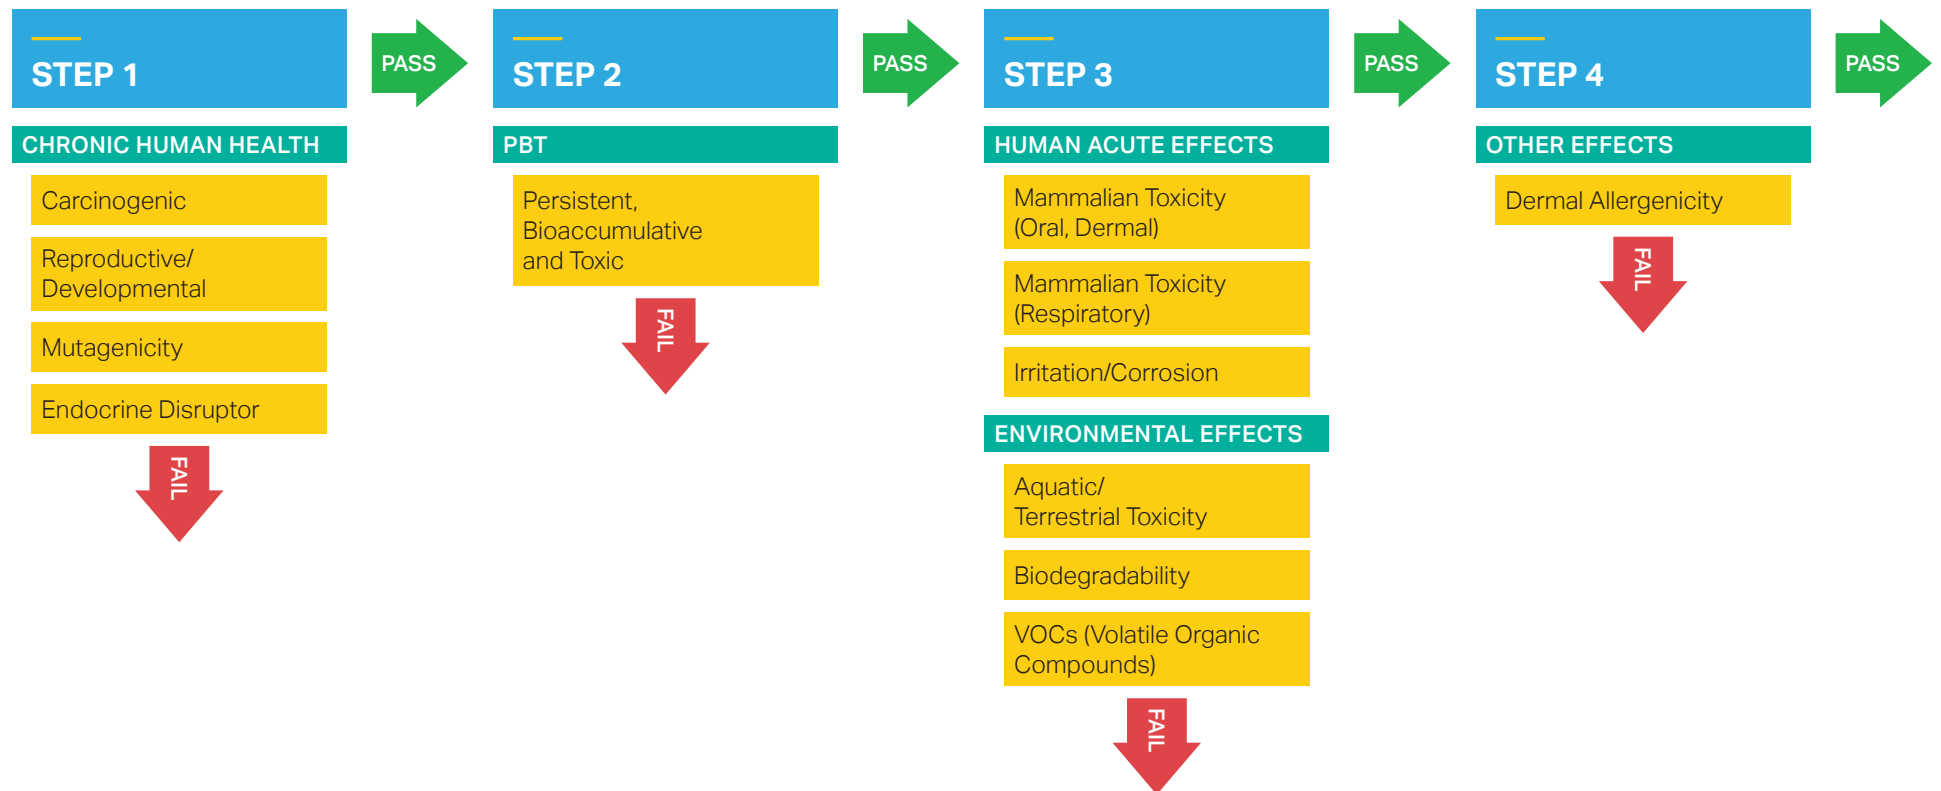 STEP 1
PASS
STEP 2
PASS
STEP 3
PASS
STEP 4
PASS
CHRONIC HUMAN HEALTH
Carcinogenic
Reproductive/
Developmental
Mutagenicity
Endocrine Disruptor
FAIL
PBT
Persistent,
Bioaccumulative
and Toxic
FAIL
HUMAN ACUTE EFFECTS
Mammalian Toxicity
(Oral, Dermal)
Mammalian Toxicity
(Respiratory)
Irritation/Corrosion
ENVIRONMENTAL EFFECTS
Aquatic/
Terrestrial Toxicity
Biodegradability
VOCs (Volatile Organic
Compounds)
FAIL
OTHER EFFECTS
Dermal Allergenicity
FAIL